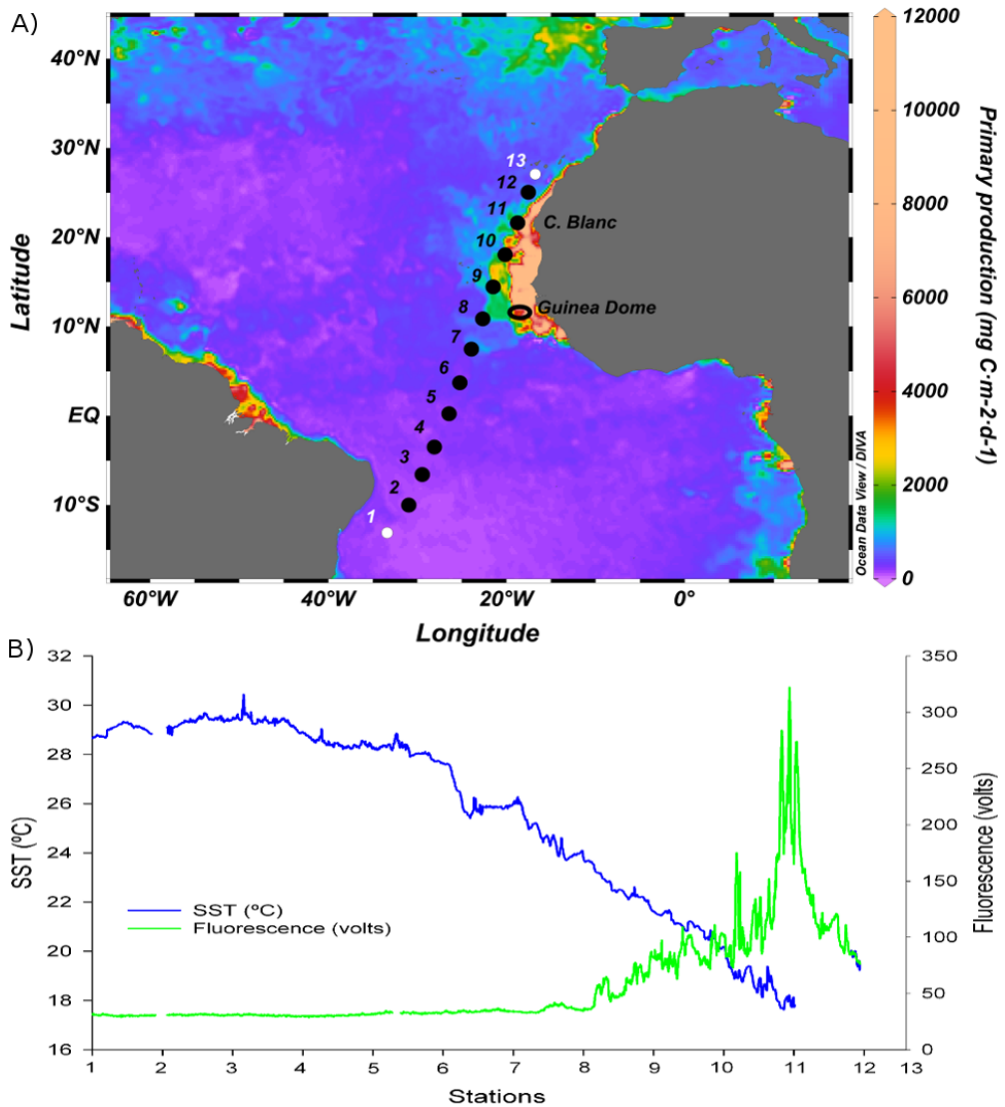 A)
40°N
30°N
20°N
10°N
EQ
10°S
Latitude
60°W
40°W
20°W
0°
Longitude
13
12
11
C. Blanc
10
9
Guinea Dome
8
7
6
5
4
3
2
1
Ocean Data View / DIVA
12000
10000
8000
6000
4000
2000
0
Primary production (mg C·m-2·d-1)
B)
32
30
28
26
24
22
20
18
16
SST (ºC)
SST (ºC)
Fluorescence (volts)
350
300
250
200
150
100
50
0
Fluorescence (volts)
1 2 3 4 5 6 7 8 9 10 11 12 13
Stations